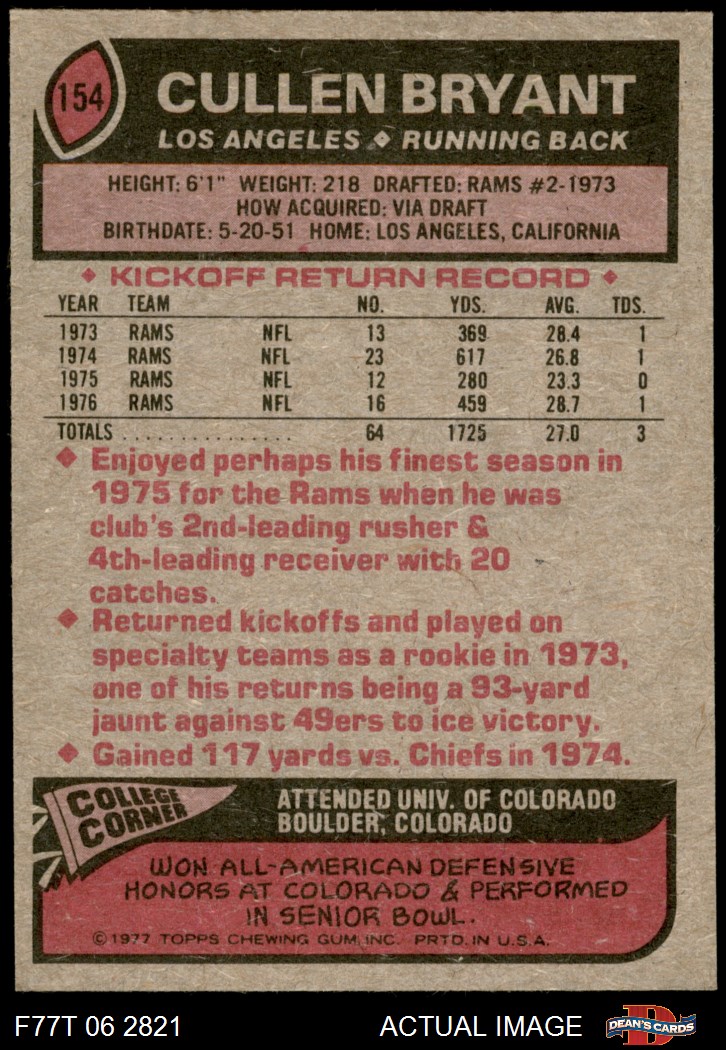 154
CULLEN BRYANT
LOS ANGELES ◆ RUNNING BACK
HEIGHT: 6'1" WEIGHT: 218 DRAFTED: RAMS #2-1973
HOW ACQUIRED: VIA DRAFT
BIRTHDATE: 5-20-51 HOME: LOS ANGELES, CALIFORNIA
◆ KICKOFF RETURN RECORD ◆
YEAR TEAM NO. YDS. AVG. TDS.
1973 RAMS NFL 13 369 28.4 1
1974 RAMS NFL 23 617 26.8 1
1975 RAMS NFL 12 280 23.3 0
1976 RAMS NFL 16 459 28.7 1
TOTALS . . . . . . . . . . . . . . . . 64 1725 27.0 3
◆ Enjoyed perhaps his finest season in
1975 for the Rams when he was
club's 2nd-leading rusher &
4th-leading receiver with 20
catches.
◆ Returned kickoffs and played on
specialty teams as a rookie in 1973,
one of his returns being a 93-yard
jaunt against 49ers to ice victory.
◆ Gained 117 yards vs. Chiefs in 1974.
COLLEGE
CORNER
ATTENDED UNIV. OF COLORADO
BOULDER, COLORADO
WON ALL-AMERICAN DEFENSIVE
HONORS AT COLORADO & PERFORMED
IN SENIOR BOWL.
©1977 TOPPS CHEWING GUM, INC. PRTD. IN U.S.A.
F77T 06 2821 ACTUAL IMAGE D DEAN'S CARDS